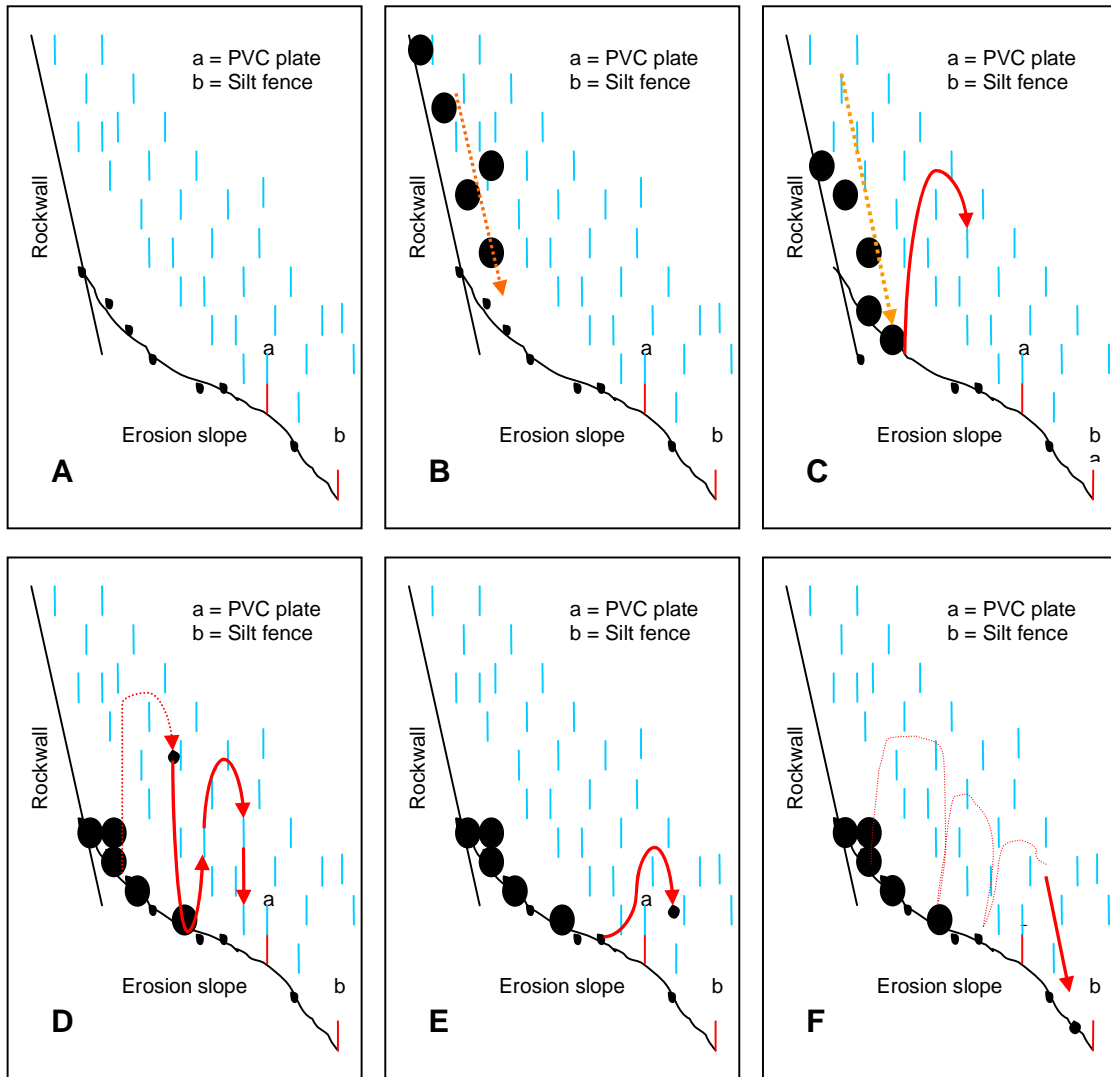 a = PVC plate
b = Silt fence
Rockwall
a
Erosion slope
b
A
a = PVC plate
b = Silt fence
Rockwall
a
Erosion slope
b
B
a = PVC plate
b = Silt fence
Rockwall
a
Erosion slope
b
a
C
a = PVC plate
b = Silt fence
Rockwall
a
Erosion slope
b
D
a = PVC plate
b = Silt fence
Rockwall
a
Erosion slope
b
E
a = PVC plate
b = Silt fence
Rockwall
Erosion slope
b
F